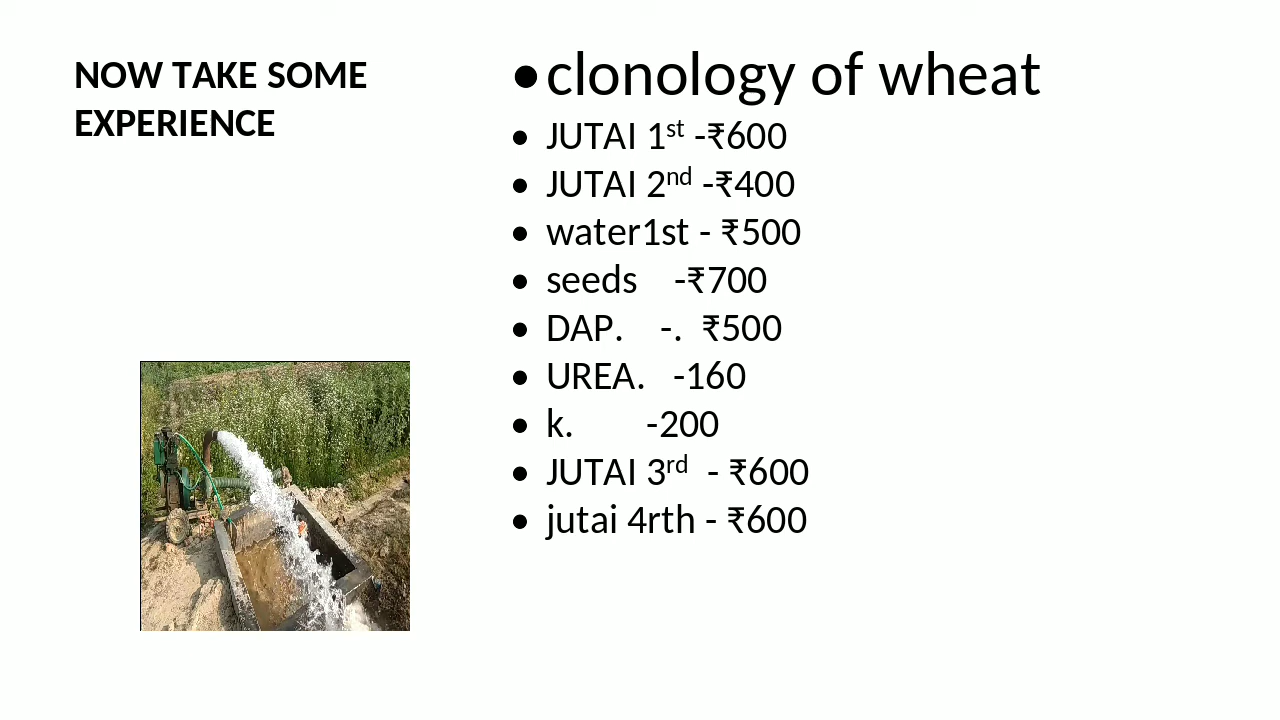 NOW TAKE SOME
EXPERIENCE
•clonology of wheat
• JUTAI 1st -₹600
• JUTAI 2nd -₹400
• water1st - ₹500
• seeds -₹700
• DAP. -. ₹500
• UREA. -160
• k. -200
• JUTAI 3rd - ₹600
• jutai 4rth - ₹600